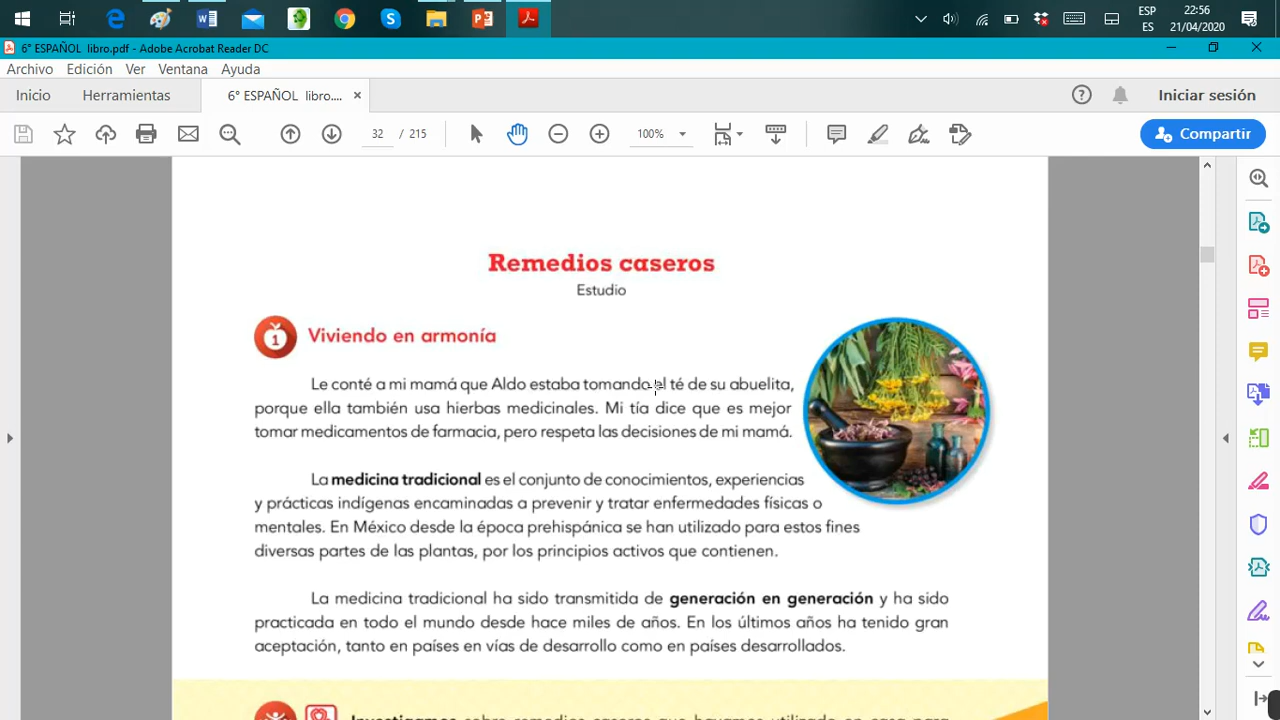 ESP 22:56
ES 21/04/2020
6° ESPAÑOL libro.pdf - Adobe Acrobat Reader DC
Archivo Edición Ver Ventana Ayuda
Inicio Herramientas 6° ESPAÑOL libro.... × Iniciar sesión
32 / 215 100% Compartir
Remedios caseros
Estudio
1 Viviendo en armonía
Le conté a mi mamá que Aldo estaba tomando el té de su abuelita,
porque ella también usa hierbas medicinales. Mi tía dice que es mejor
tomar medicamentos de farmacia, pero respeta las decisiones de mi mamá.
La medicina tradicional es el conjunto de conocimientos, experiencias
y prácticas indígenas encaminadas a prevenir y tratar enfermedades físicas o
mentales. En México desde la época prehispánica se han utilizado para estos fines
diversas partes de las plantas, por los principios activos que contienen.
La medicina tradicional ha sido transmitida de generación en generación y ha sido
practicada en todo el mundo desde hace miles de años. En los últimos años ha tenido gran
aceptación, tanto en países en vías de desarrollo como en países desarrollados.
Investigamos sobre remedios caseros que hayamos utilizado en casa para